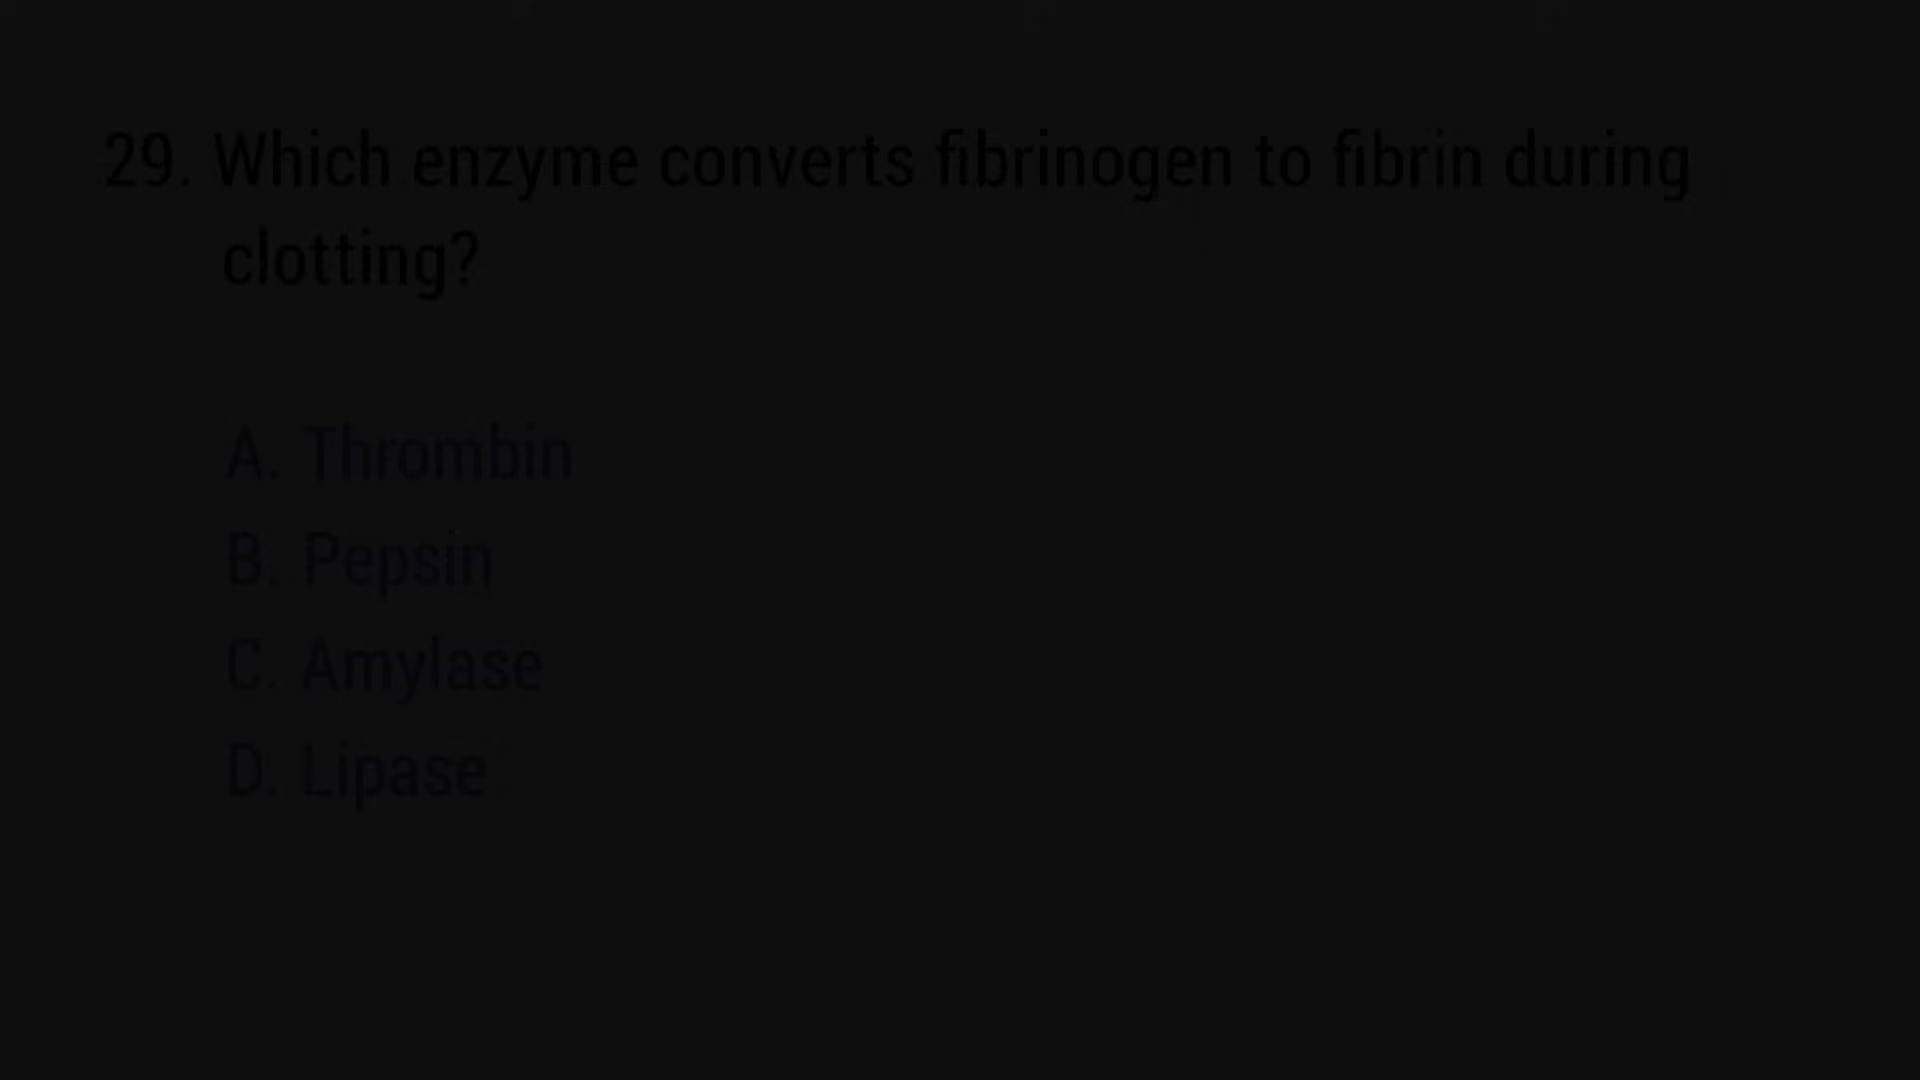 29. Which enzyme converts fibrinogen to fibrin during
clotting?
A. Thrombin
B. Pepsin
C. Amylase
D. Lipase